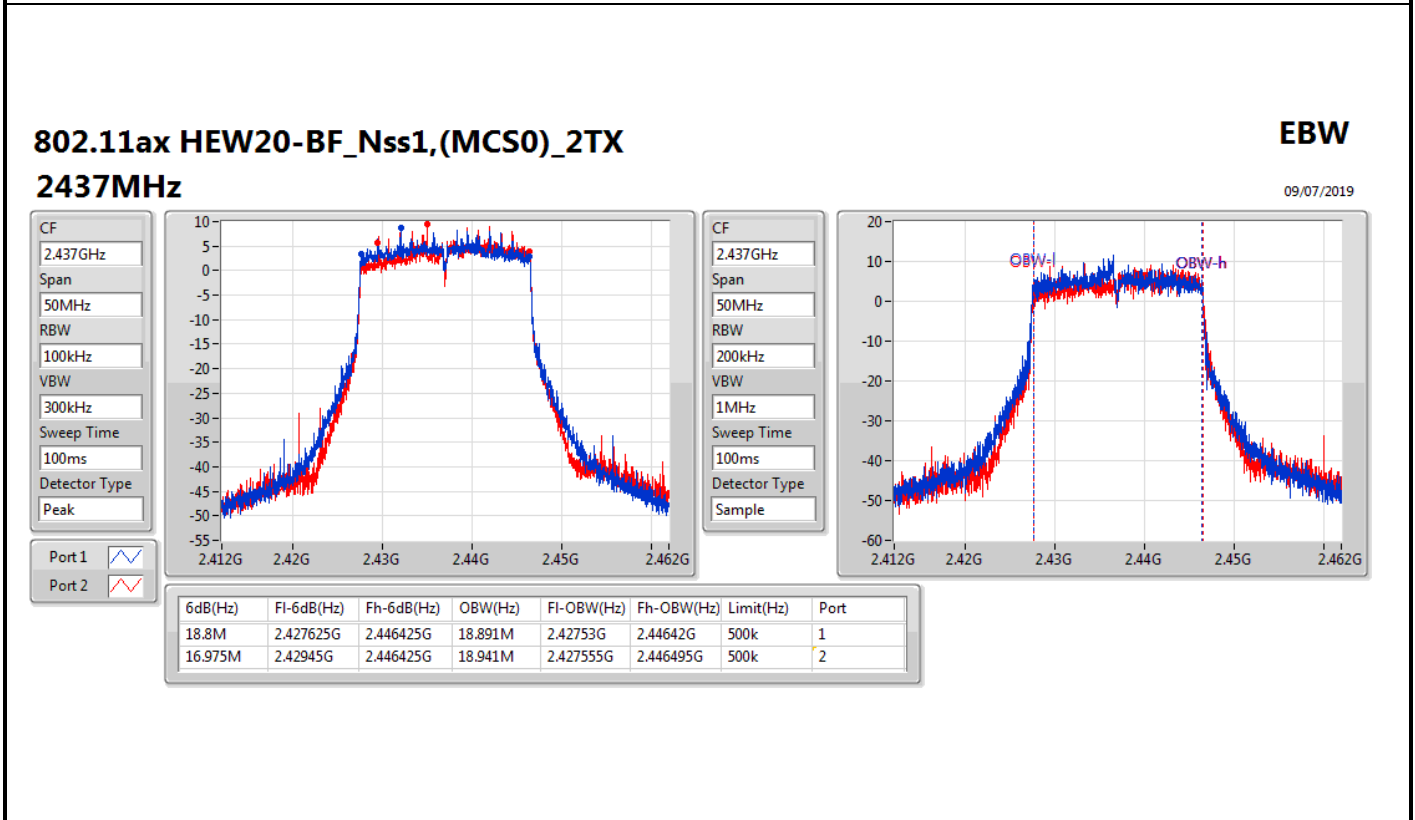 802.11ax HEW20-BF_Nss1,(MCS0)_2TX
EBW
2437MHz
09/07/2019
CF
2.437GHz
Span
50MHz
RBW
100kHz
VBW
300kHz
Sweep Time
100ms
Detector Type
Peak
Port 1
Port 2
10
5
0
-5
-10
-15
-20
-25
-30
-35
-40
-45
-50
-55
2.412G 2.42G 2.43G 2.44G 2.45G 2.462G
CF
2.437GHz
Span
50MHz
RBW
200kHz
VBW
1MHz
Sweep Time
100ms
Detector Type
Sample
20
10
0
-10
-20
-30
-40
-50
-60
OBW-l OBW-h
2.412G 2.42G 2.43G 2.44G 2.45G 2.462G
6dB(Hz) Fl-6dB(Hz) Fh-6dB(Hz) OBW(Hz) Fl-OBW(Hz) Fh-OBW(Hz) Limit(Hz) Port
18.8M 2.427625G 2.446425G 18.891M 2.42753G 2.44642G 500k 1
16.975M 2.42945G 2.446425G 18.941M 2.427555G 2.446495G 500k 2